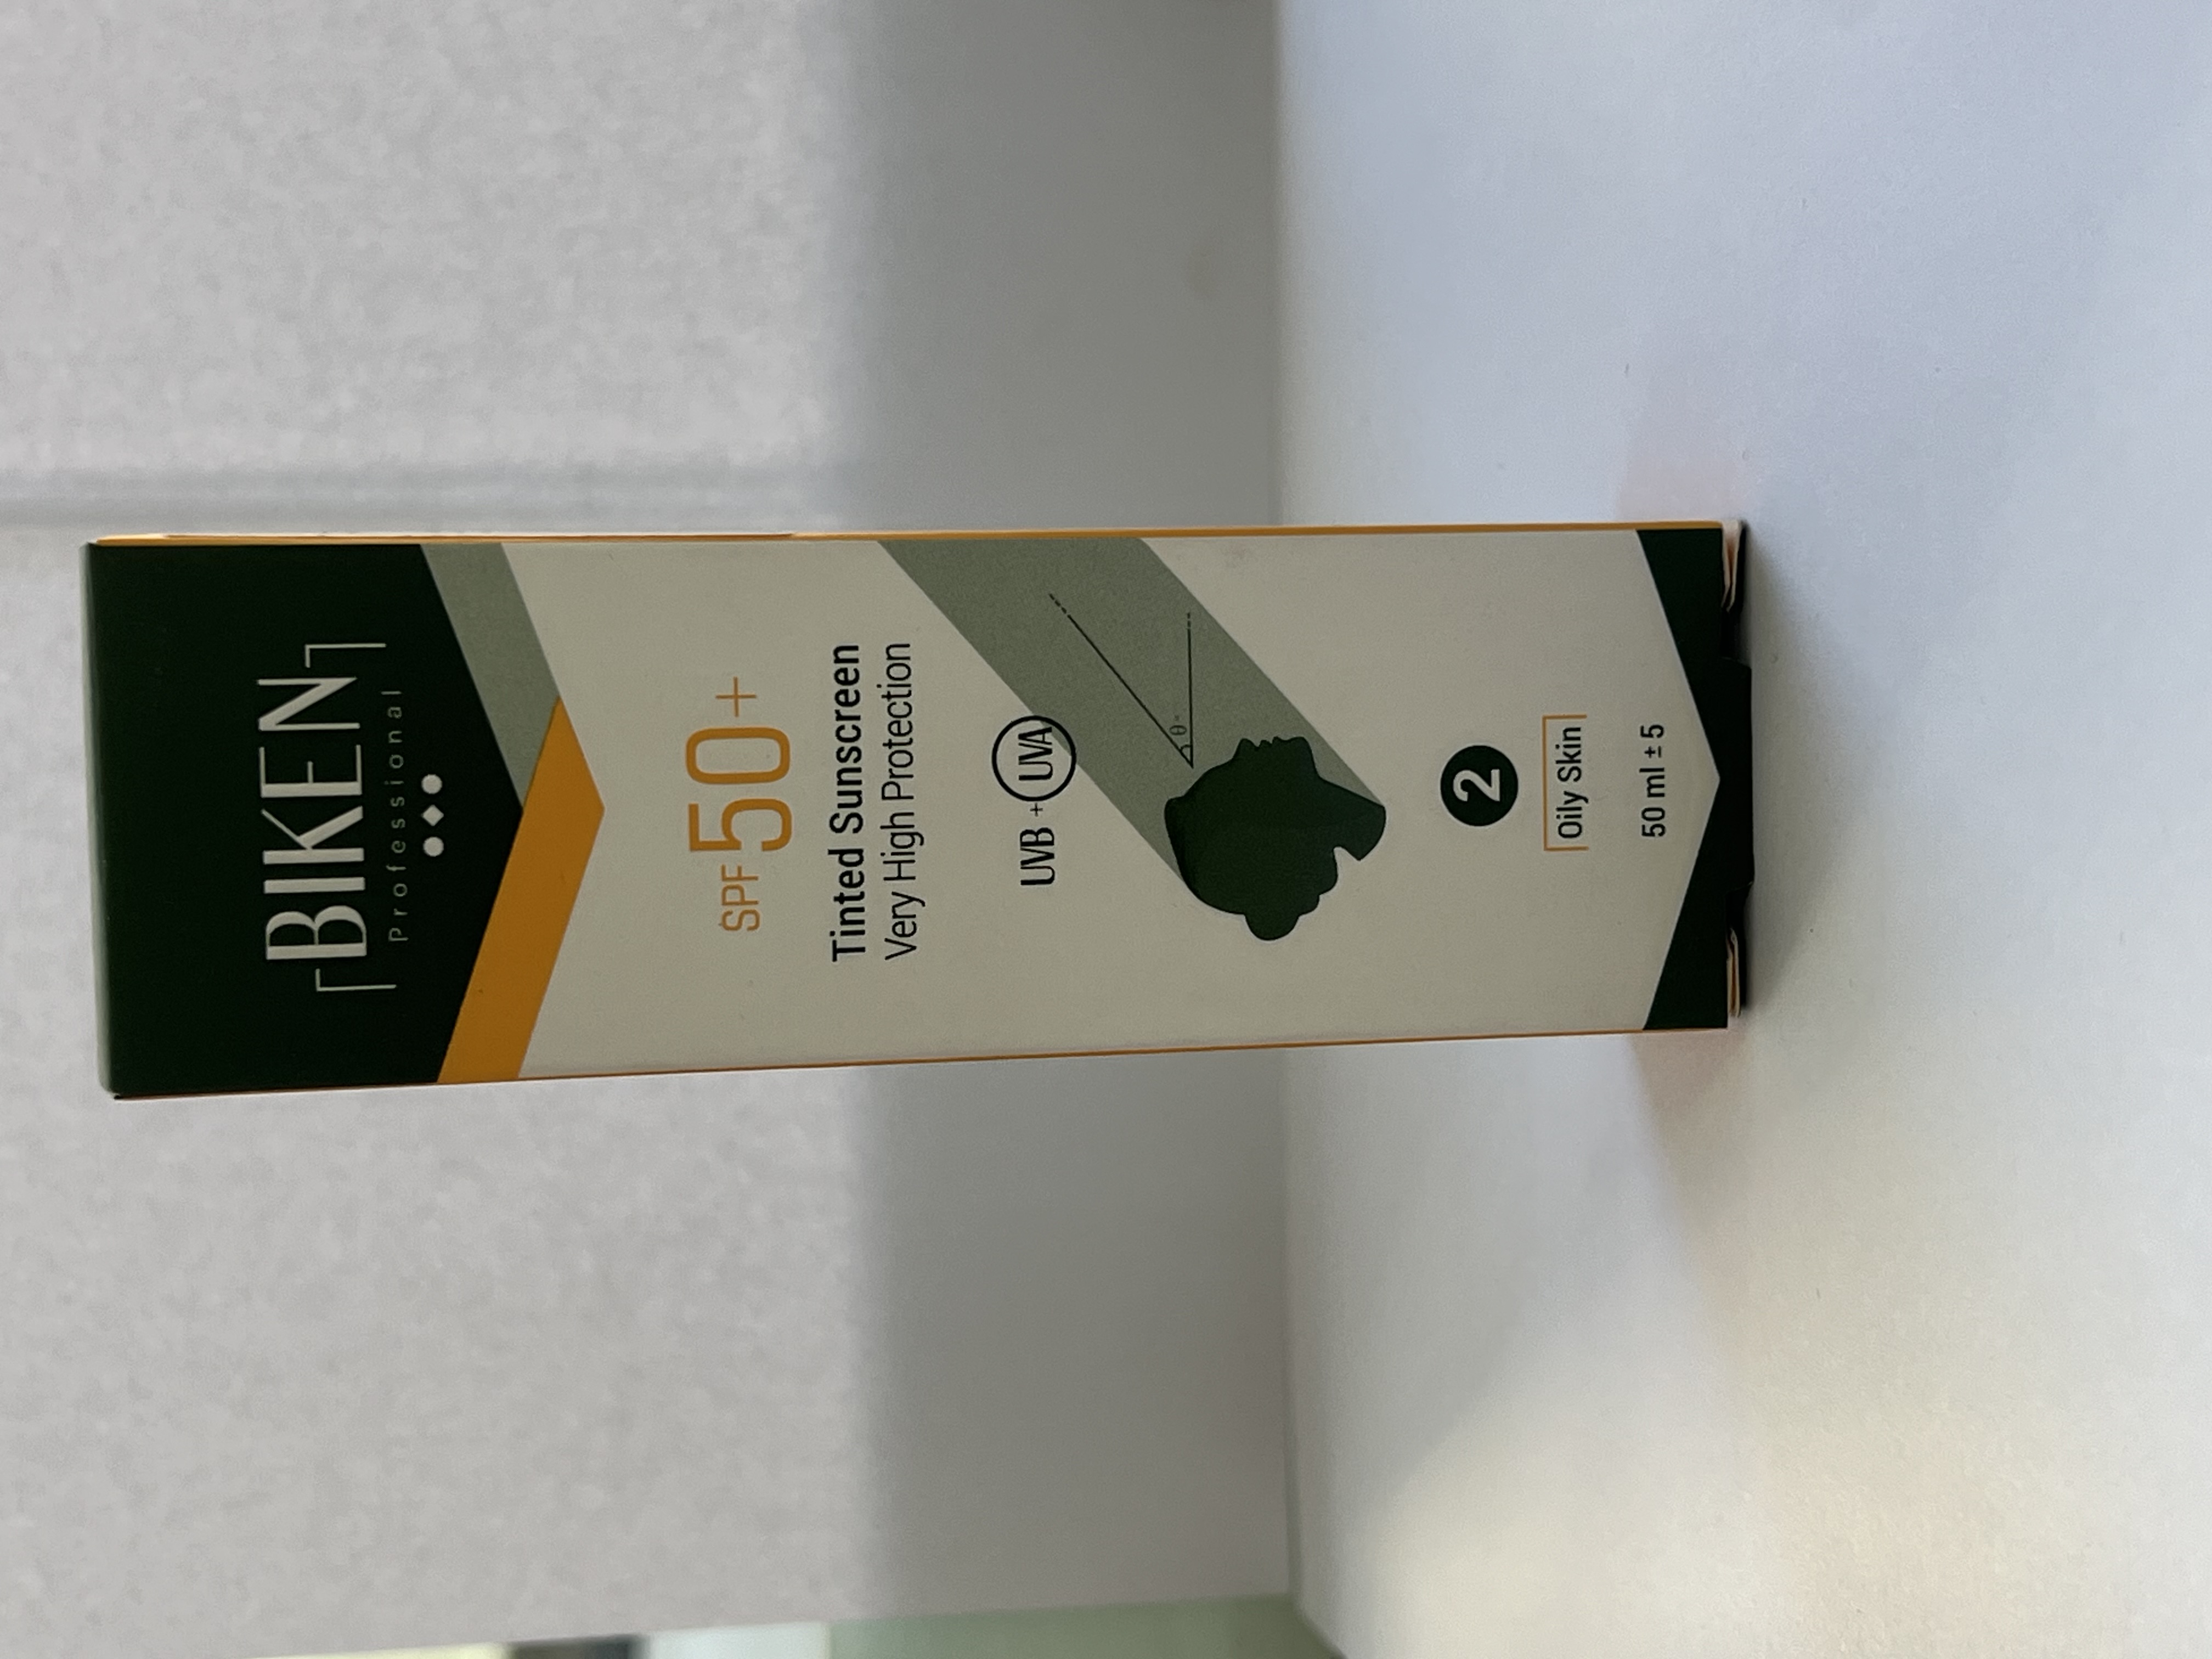 BIKEN
Professional
SPF 50+
Tinted Sunscreen
Very High Protection
UVB + UVA
θ°
2
Oily Skin
50 ml ± 5